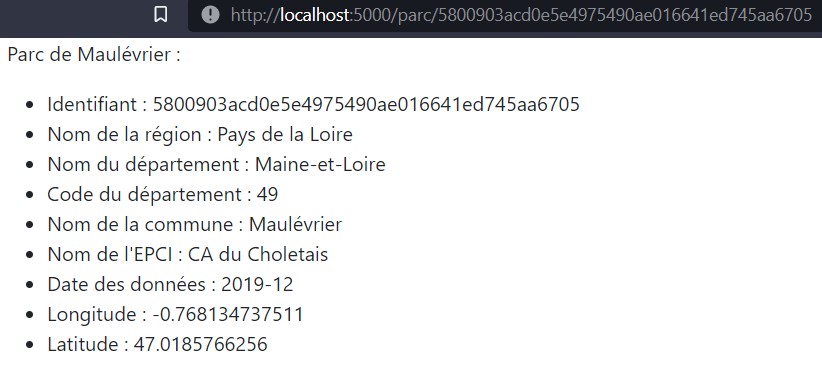 http://localhost:5000/parc/5800903acd0e5e4975490ae016641ed745aa6705
Parc de Maulévrier :
• Identifiant : 5800903acd0e5e4975490ae016641ed745aa6705
• Nom de la région : Pays de la Loire
• Nom du département : Maine-et-Loire
• Code du département : 49
• Nom de la commune : Maulévrier
• Nom de l'EPCI : CA du Choletais
• Date des données : 2019-12
• Longitude : -0.768134737511
• Latitude : 47.0185766256